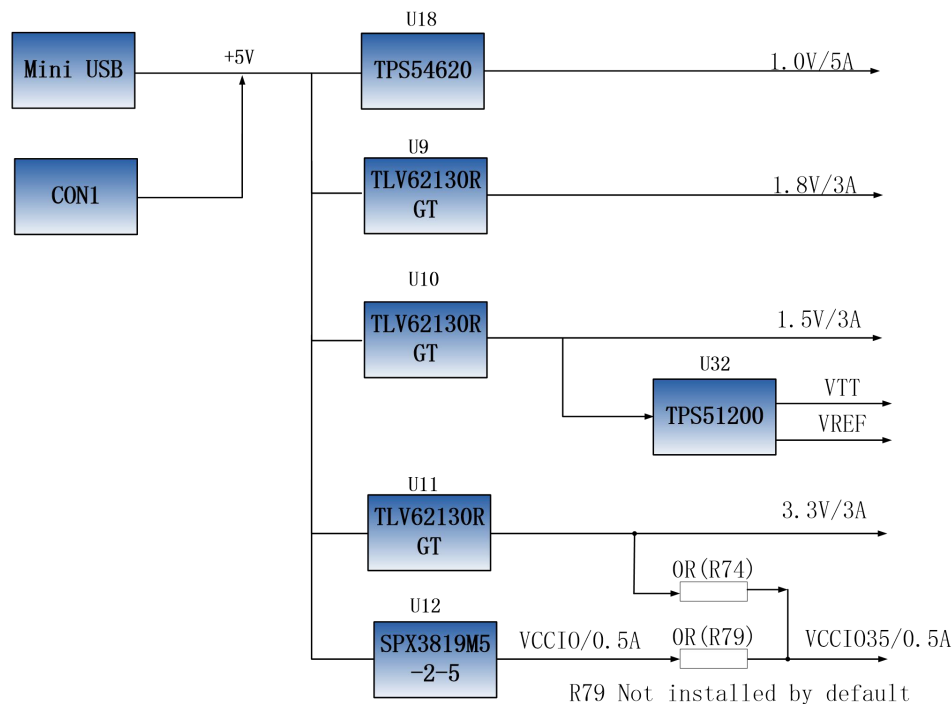 U18
Mini USB
+5V
TPS54620
1.0V/5A
U9
CON1
TLV62130R
GT
1.8V/3A
U10
TLV62130R
GT
1.5V/3A
U32
TPS51200
VTT
VREF
U11
TLV62130R
GT
3.3V/3A
0R(R74)
U12
SPX3819M5
-2-5
VCCIO/0.5A
0R(R79)
VCCIO35/0.5A
R79 Not installed by default